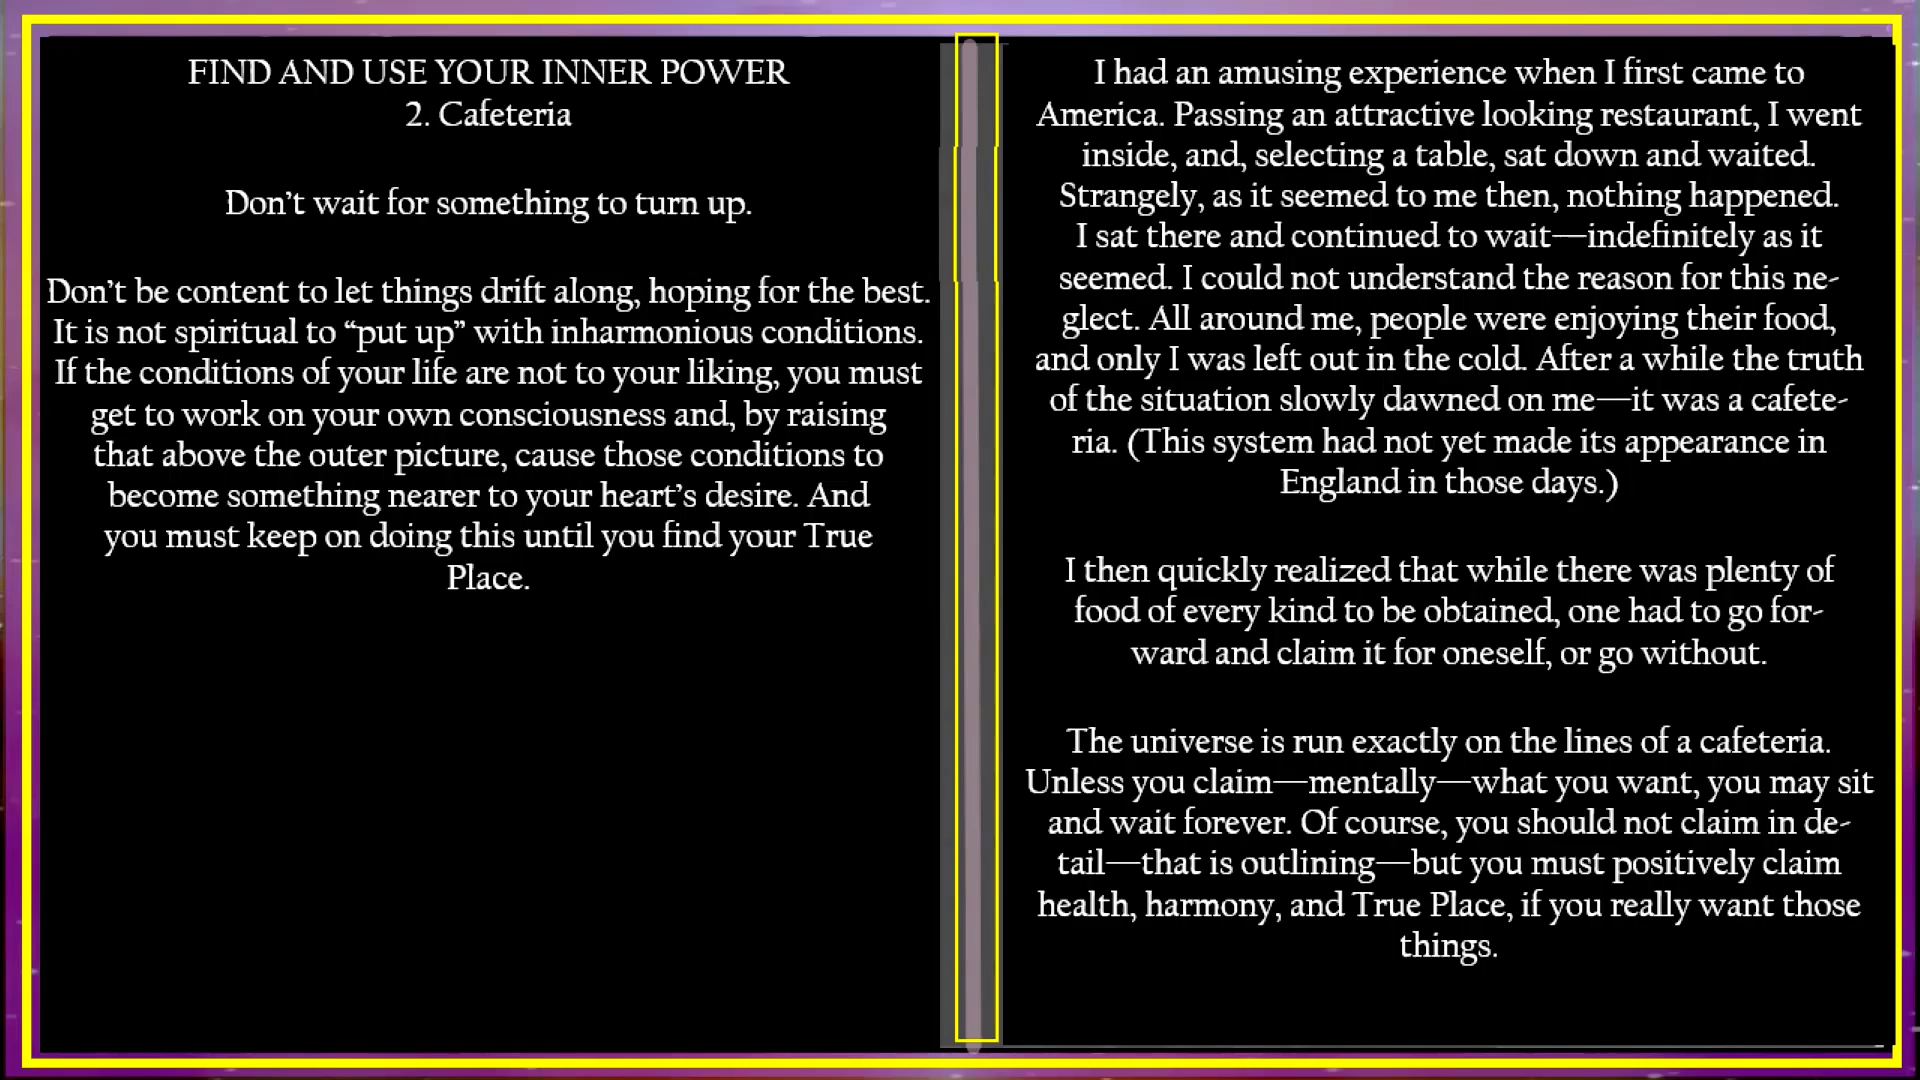 FIND AND USE YOUR INNER POWER
2. Cafeteria
Don’t wait for something to turn up.
Don’t be content to let things drift along, hoping for the best.
It is not spiritual to “put up” with inharmonious conditions.
If the conditions of your life are not to your liking, you must
get to work on your own consciousness and, by raising
that above the outer picture, cause those conditions to
become something nearer to your heart’s desire. And
you must keep on doing this until you find your True
Place.
I had an amusing experience when I first came to
America. Passing an attractive looking restaurant, I went
inside, and, selecting a table, sat down and waited.
Strangely, as it seemed to me then, nothing happened.
I sat there and continued to wait—indefinitely as it
seemed. I could not understand the reason for this ne-
glect. All around me, people were enjoying their food,
and only I was left out in the cold. After a while the truth
of the situation slowly dawned on me—it was a cafete-
ria. (This system had not yet made its appearance in
England in those days.)
I then quickly realized that while there was plenty of
food of every kind to be obtained, one had to go for-
ward and claim it for oneself, or go without.
The universe is run exactly on the lines of a cafeteria.
Unless you claim—mentally—what you want, you may sit
and wait forever. Of course, you should not claim in de-
tail—that is outlining—but you must positively claim
health, harmony, and True Place, if you really want those
things.